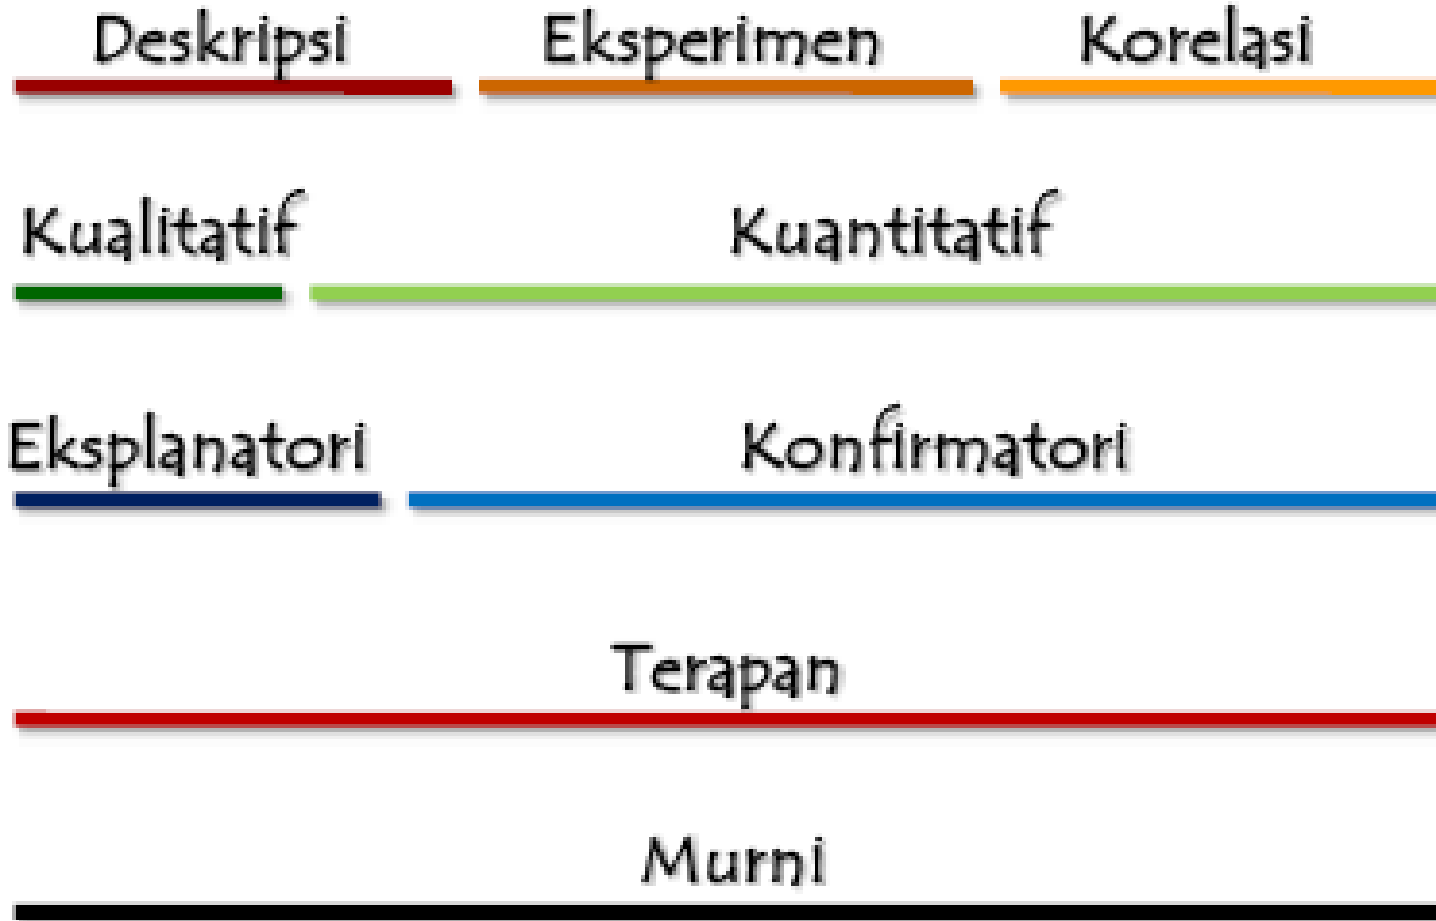 Deskripsi Eksperimen Korelasi
Kualitatif Kuantitatif
Eksplanatori Konfirmatori
Terapan
Murni